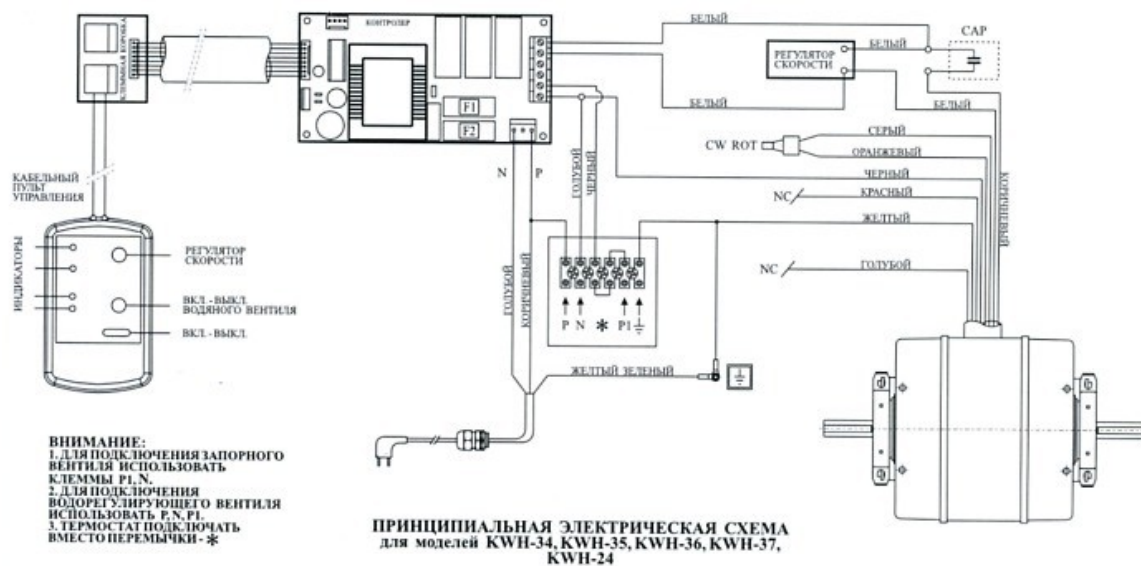 БЕЛЫЙ
КОНТРОЛЕР
САР
КЛЕММНАЯ КОРОБКА
БЕЛЫЙ
РЕГУЛЯТОР
СКОРОСТИ
F1
F2
БЕЛЫЙ
БЕЛЫЙ
СЕРЫЙ
CW ROT
ОРАНЖЕВЫЙ
N
P
ГОЛУБОЙ
ЧЕРНЫЙ
ЧЕРНЫЙ
КАБЕЛЬНЫЙ
ПУЛЬТ
УПРАВЛЕНИЯ
NC
КРАСНЫЙ
КОРИЧНЕВЫЙ
ЖЕЛТЫЙ
ИНДИКАТОРЫ
РЕГУЛЯТОР
СКОРОСТИ
NC
ГОЛУБОЙ
ВКЛ. - ВЫКЛ.
ВОДЯНОГО ВЕНТИЛЯ
ГОЛУБОЙ
КОРИЧНЕВЫЙ
P N * P1
ВКЛ. - ВЫКЛ.
ЖЕЛТЫЙ ЗЕЛЕНЫЙ
ВНИМАНИЕ:
1. ДЛЯ ПОДКЛЮЧЕНИЯ ЗАПОРНОГО
ВЕНТИЛЯ ИСПОЛЬЗОВАТЬ
КЛЕММЫ P1, N.
2. ДЛЯ ПОДКЛЮЧЕНИЯ
ВОДОРЕГУЛИРУЮЩЕГО ВЕНТИЛЯ
ИСПОЛЬЗОВАТЬ P, N, P1.
3. ТЕРМОСТАТ ПОДКЛЮЧАТЬ
ВМЕСТО ПЕРЕМЫЧКИ - *
ПРИНЦИПИАЛЬНАЯ ЭЛЕКТРИЧЕСКАЯ СХЕМА
для моделей KWH-34, KWH-35, KWH-36, KWH-37,
KWH-24